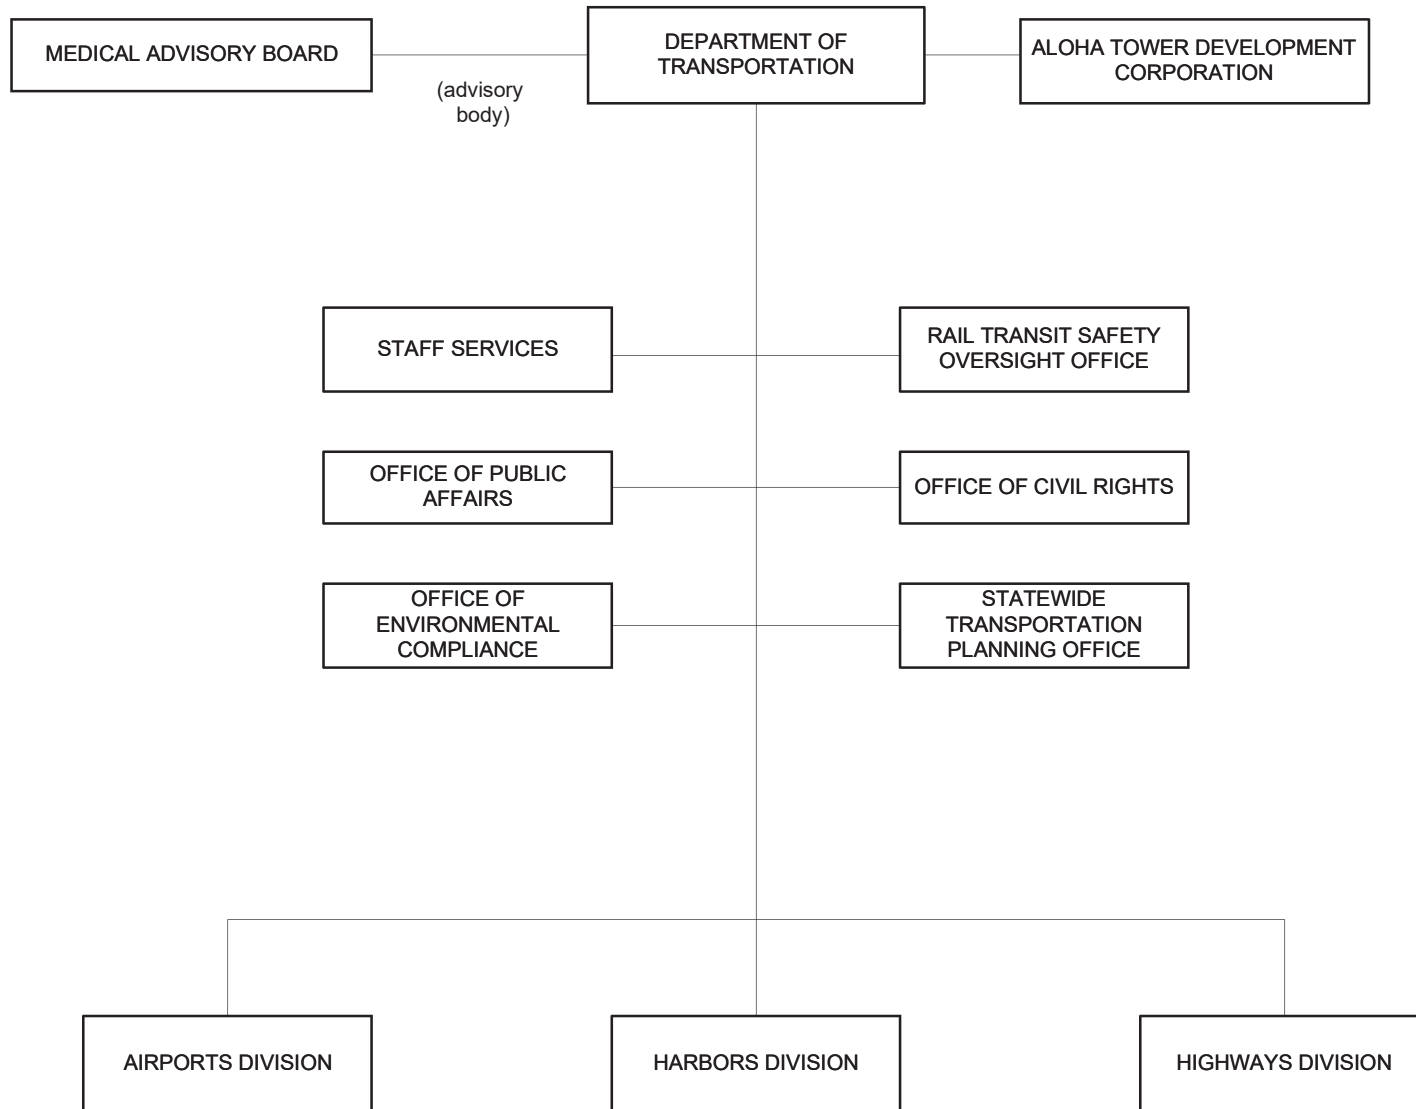 MEDICAL ADVISORY BOARD
DEPARTMENT OF
TRANSPORTATION
ALOHA TOWER DEVELOPMENT
CORPORATION
(advisory
body)
STAFF SERVICES
RAIL TRANSIT SAFETY
OVERSIGHT OFFICE
OFFICE OF PUBLIC
AFFAIRS
OFFICE OF CIVIL RIGHTS
OFFICE OF
ENVIRONMENTAL
COMPLIANCE
STATEWIDE
TRANSPORTATION
PLANNING OFFICE
AIRPORTS DIVISION
HARBORS DIVISION
HIGHWAYS DIVISION